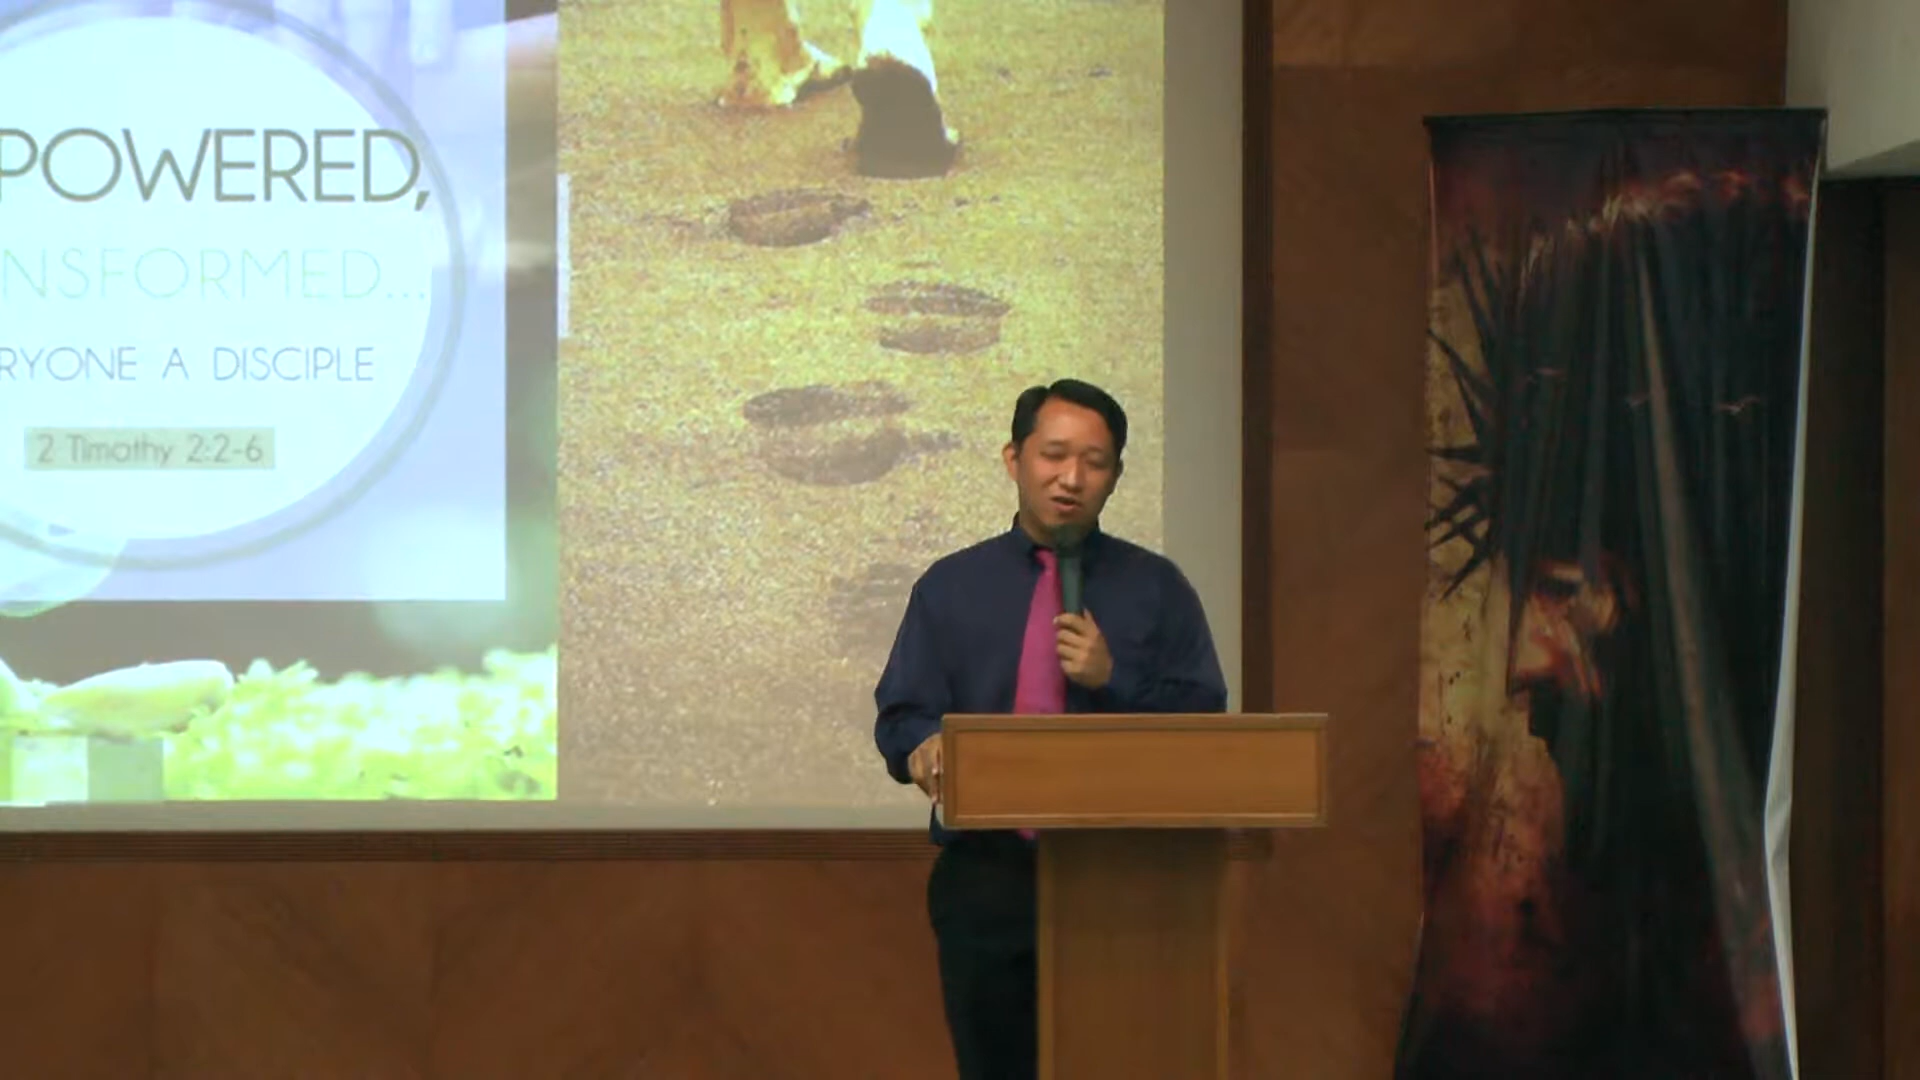 POWERED,
NSFORMED...
RYONE A DISCIPLE
2 Timothy 2:2-6